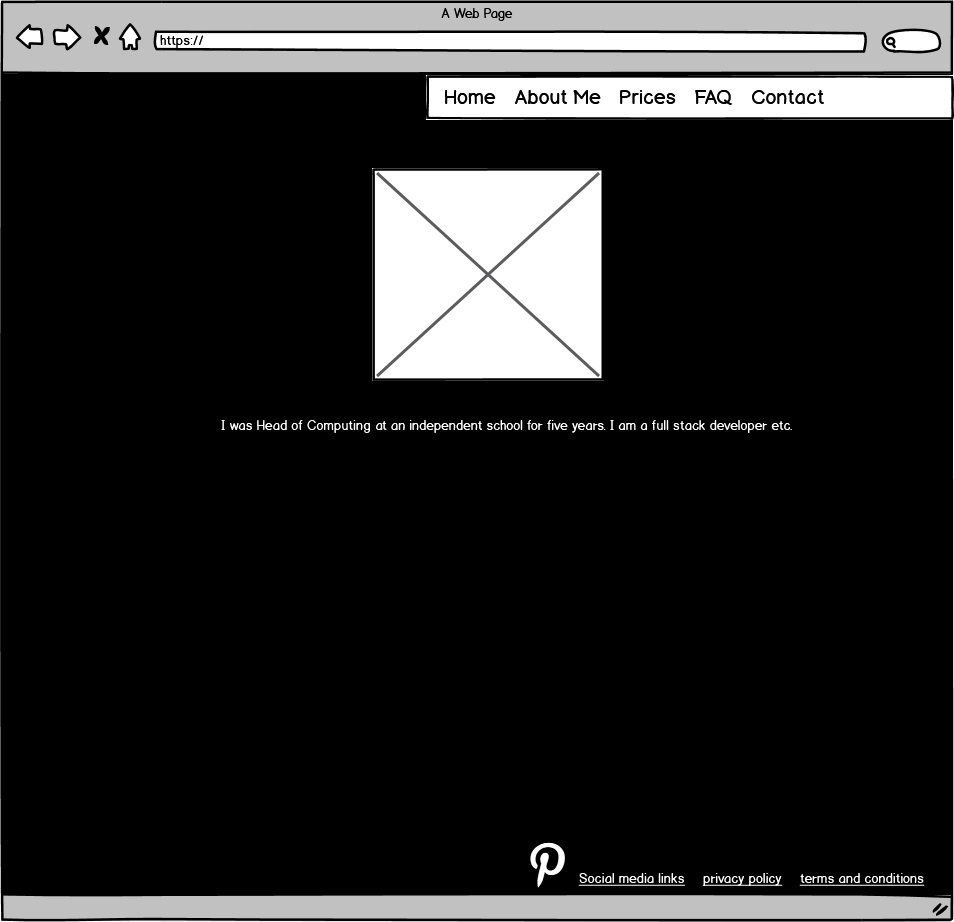 A Web Page
https://
Home About Me Prices FAQ Contact
I was Head of Computing at an independent school for five years. I am a full stack developer etc.
Social media links privacy policy terms and conditions